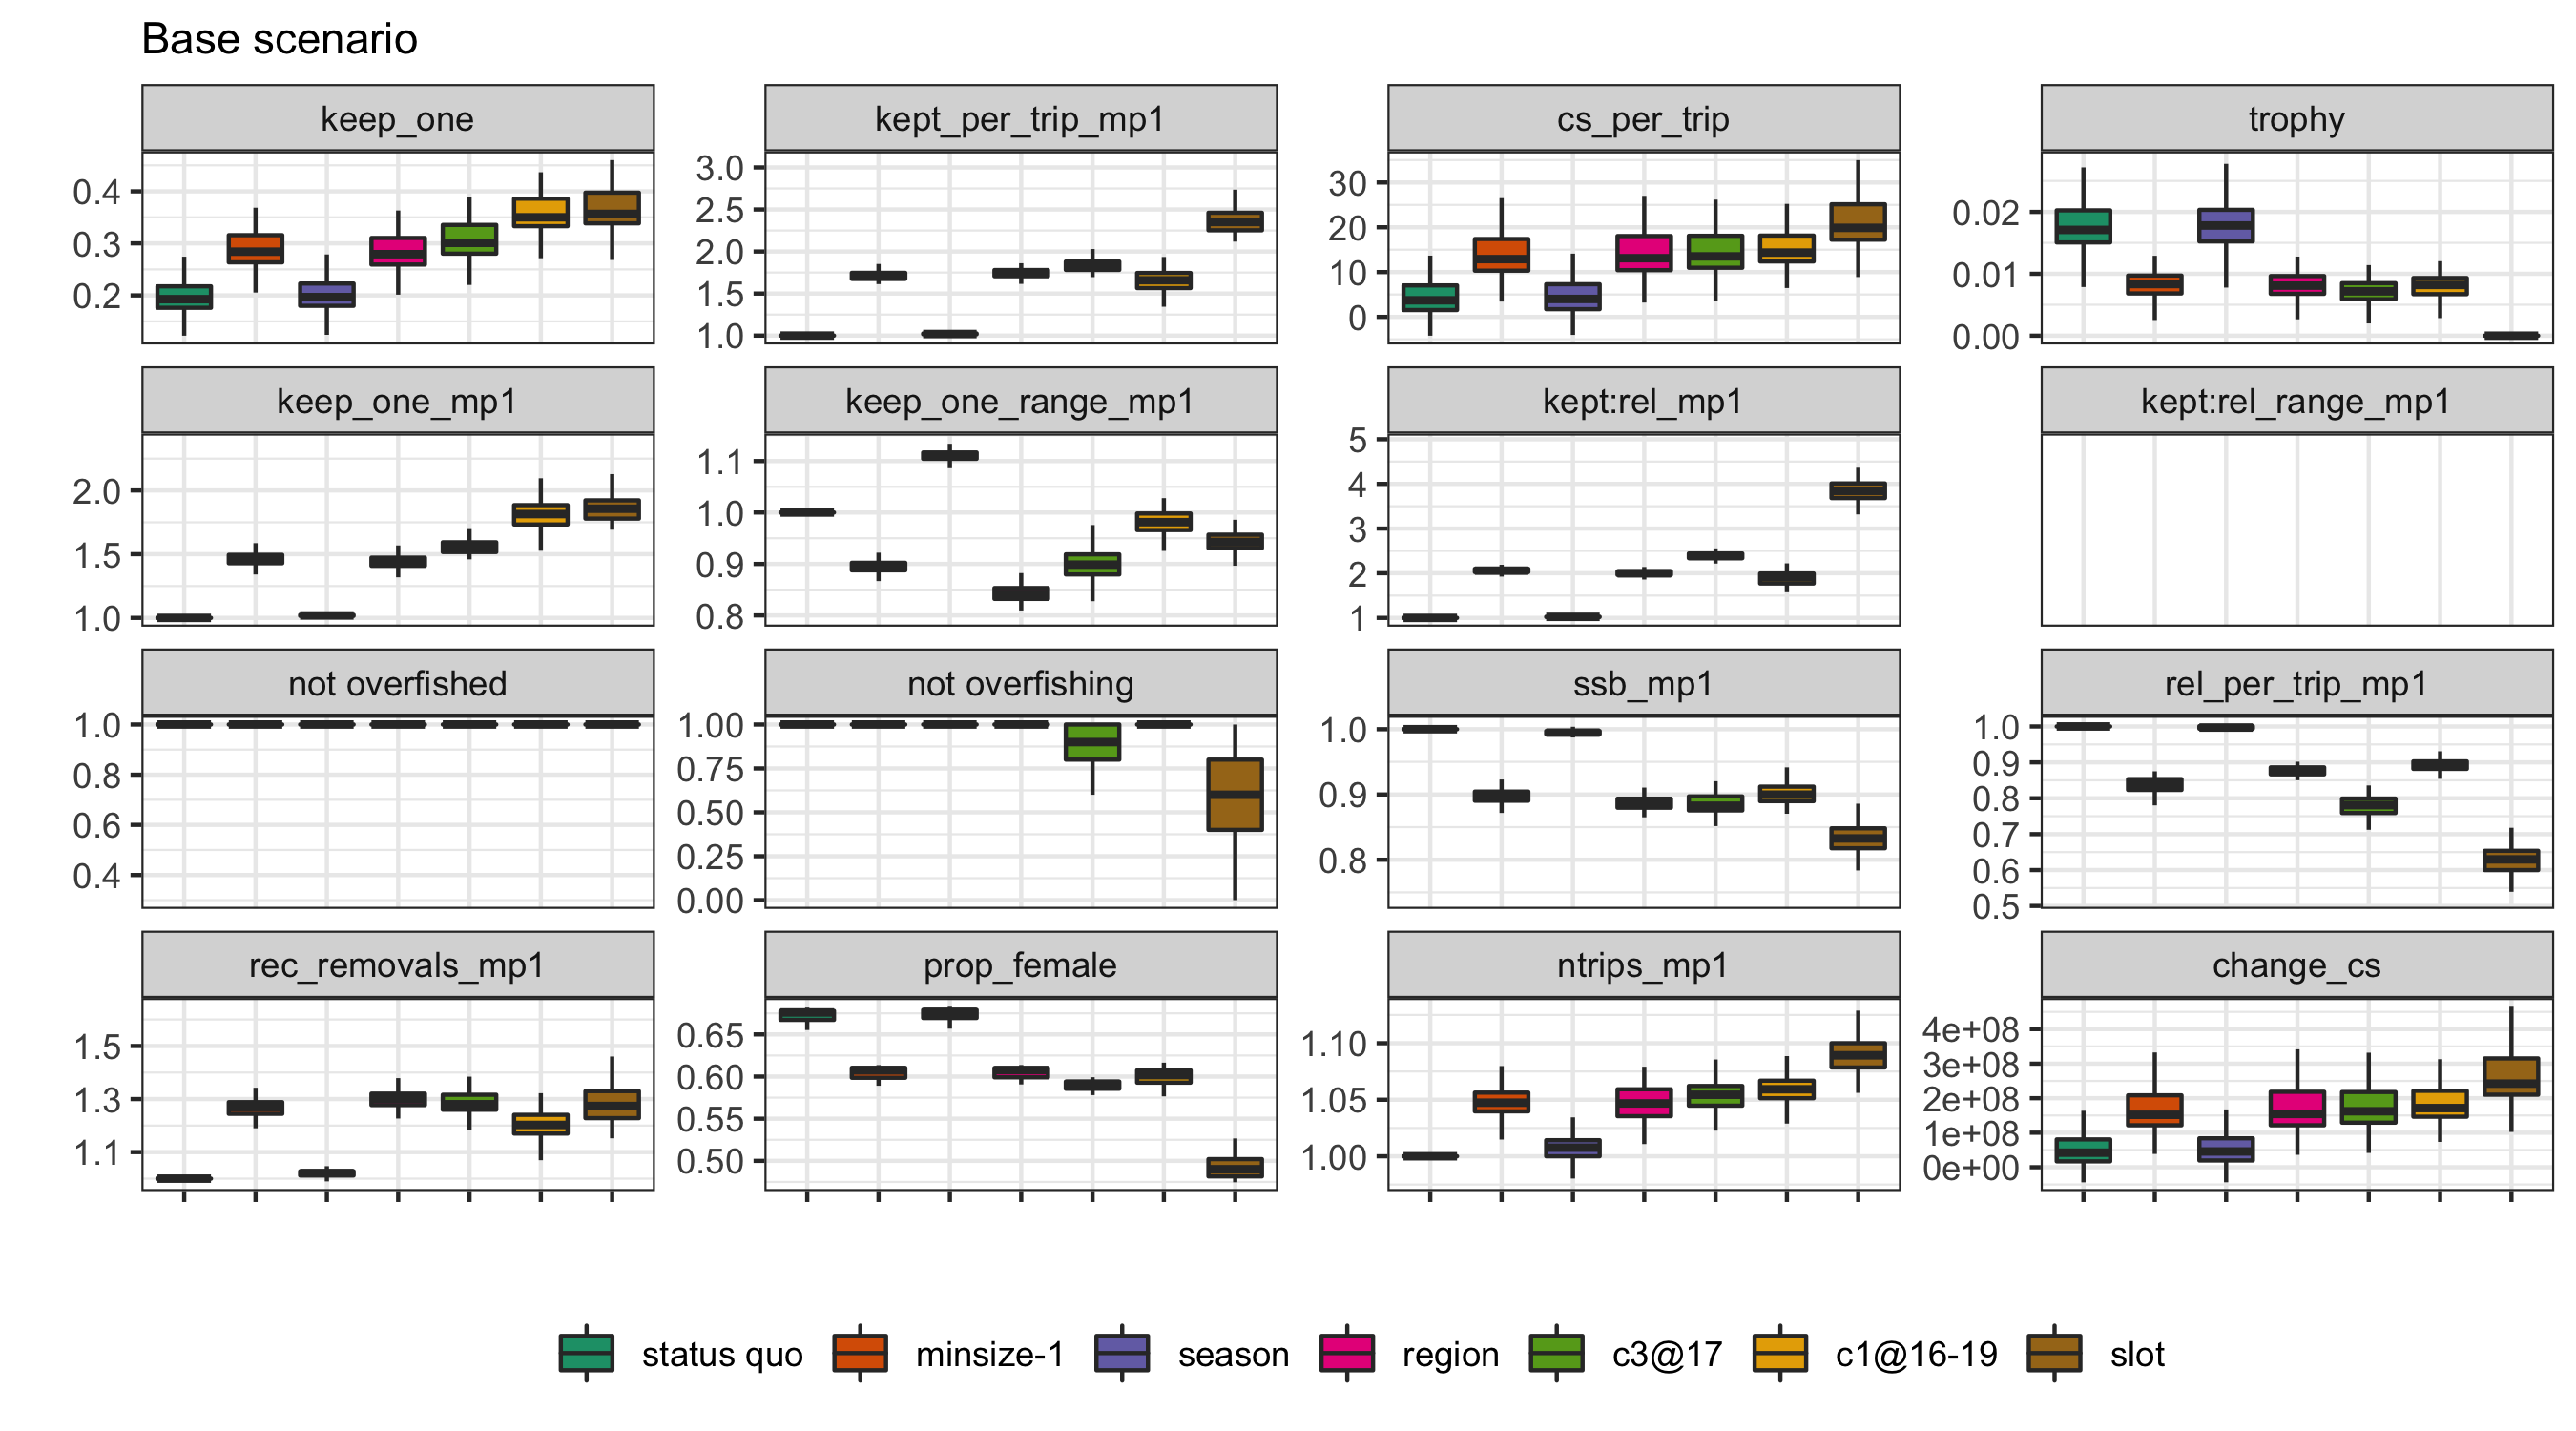 Base scenario
keep_one
kept_per_trip_mp1
cs_per_trip
trophy
0.4
0.3
0.2
3.0
2.5
2.0
1.5
1.0
30
20
10
0
0.02
0.01
0.00
keep_one_mp1
keep_one_range_mp1
kept:rel_mp1
kept:rel_range_mp1
2.0
1.5
1.0
1.1
1.0
0.9
0.8
5
4
3
2
1
not overfished
not overfishing
ssb_mp1
rel_per_trip_mp1
1.0
0.8
0.6
0.4
1.00
0.75
0.50
0.25
0.00
1.0
0.9
0.8
1.0
0.9
0.8
0.7
0.6
0.5
rec_removals_mp1
prop_female
ntrips_mp1
change_cs
1.5
1.3
1.1
0.65
0.60
0.55
0.50
1.10
1.05
1.00
4e+08
3e+08
2e+08
1e+08
0e+00
status quo
minsize-1
season
region
c3@17
c1@16-19
slot